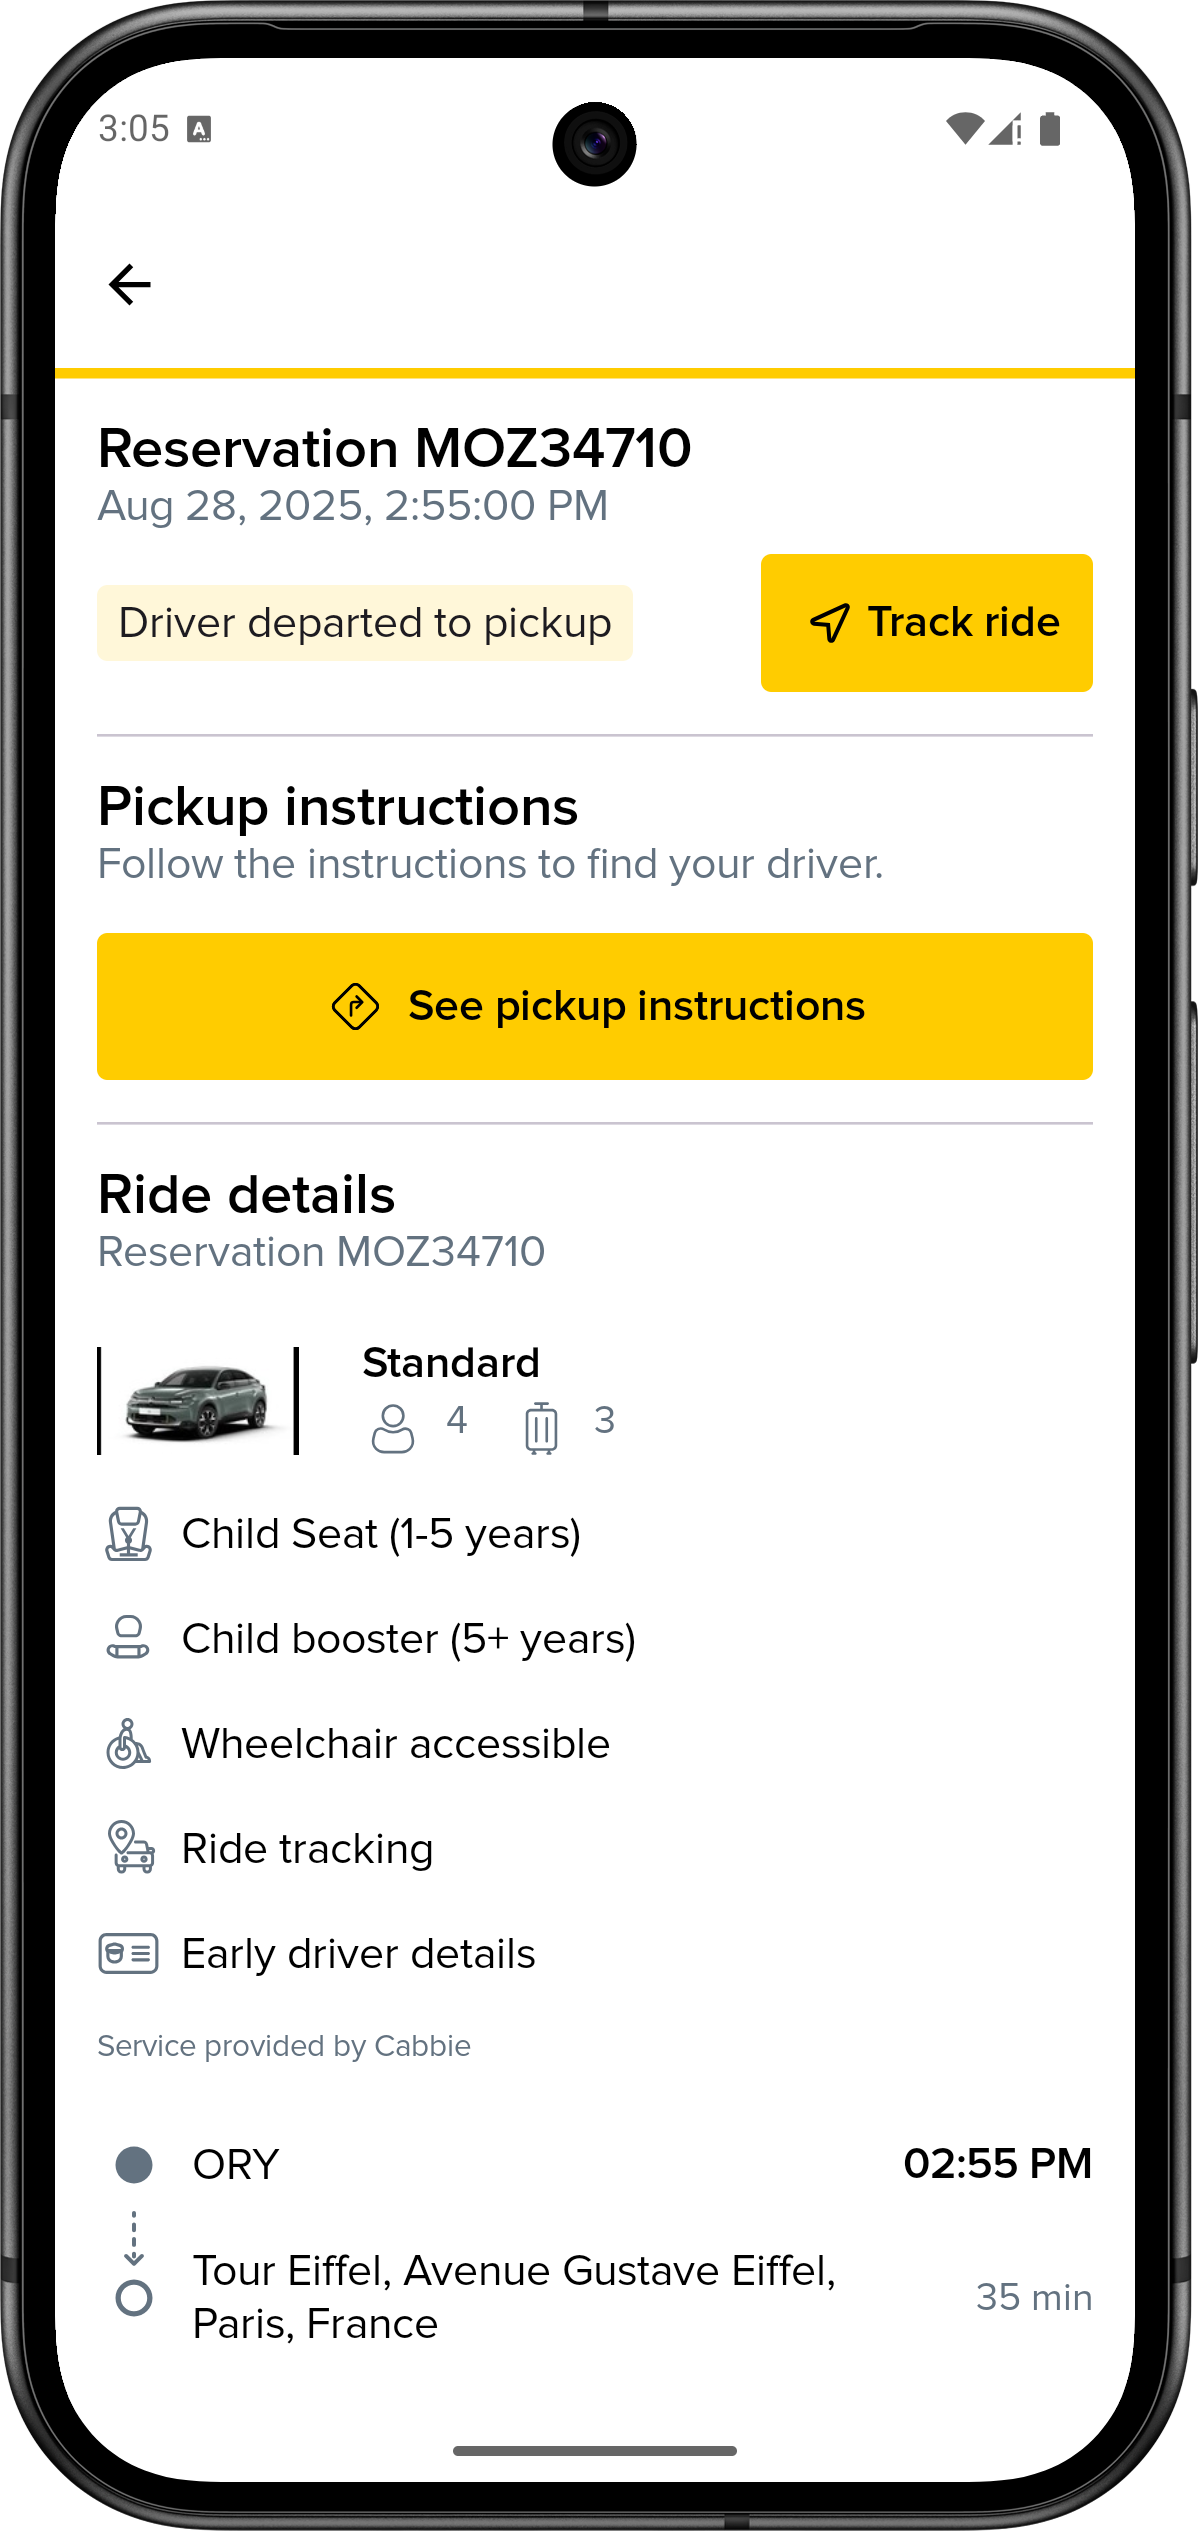 3:05
Reservation MOZ34710
Aug 28, 2025, 2:55:00 PM
Driver departed to pickup
Track ride
Pickup instructions
Follow the instructions to find your driver.
See pickup instructions
Ride details
Reservation MOZ34710
Standard
4 3
Child Seat (1-5 years)
Child booster (5+ years)
Wheelchair accessible
Ride tracking
Early driver details
Service provided by Cabbie
ORY 02:55 PM
Tour Eiffel, Avenue Gustave Eiffel,
Paris, France
35 min